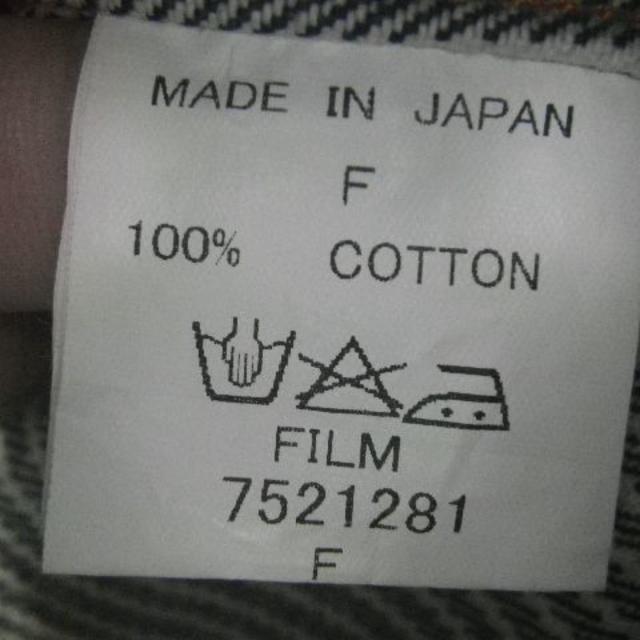 MADE IN JAPAN
F
100% COTTON
FILM
7521281
F